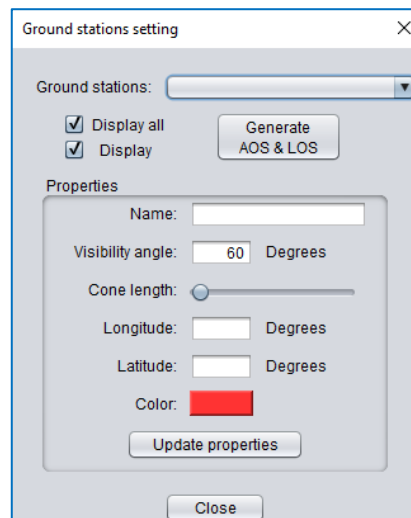 Ground stations setting
Ground stations:
Display all
Display
Generate
AOS & LOS
Properties
Name:
Visibility angle: 60 Degrees
Cone length:
Longitude: Degrees
Latitude: Degrees
Color:
Update properties
Close